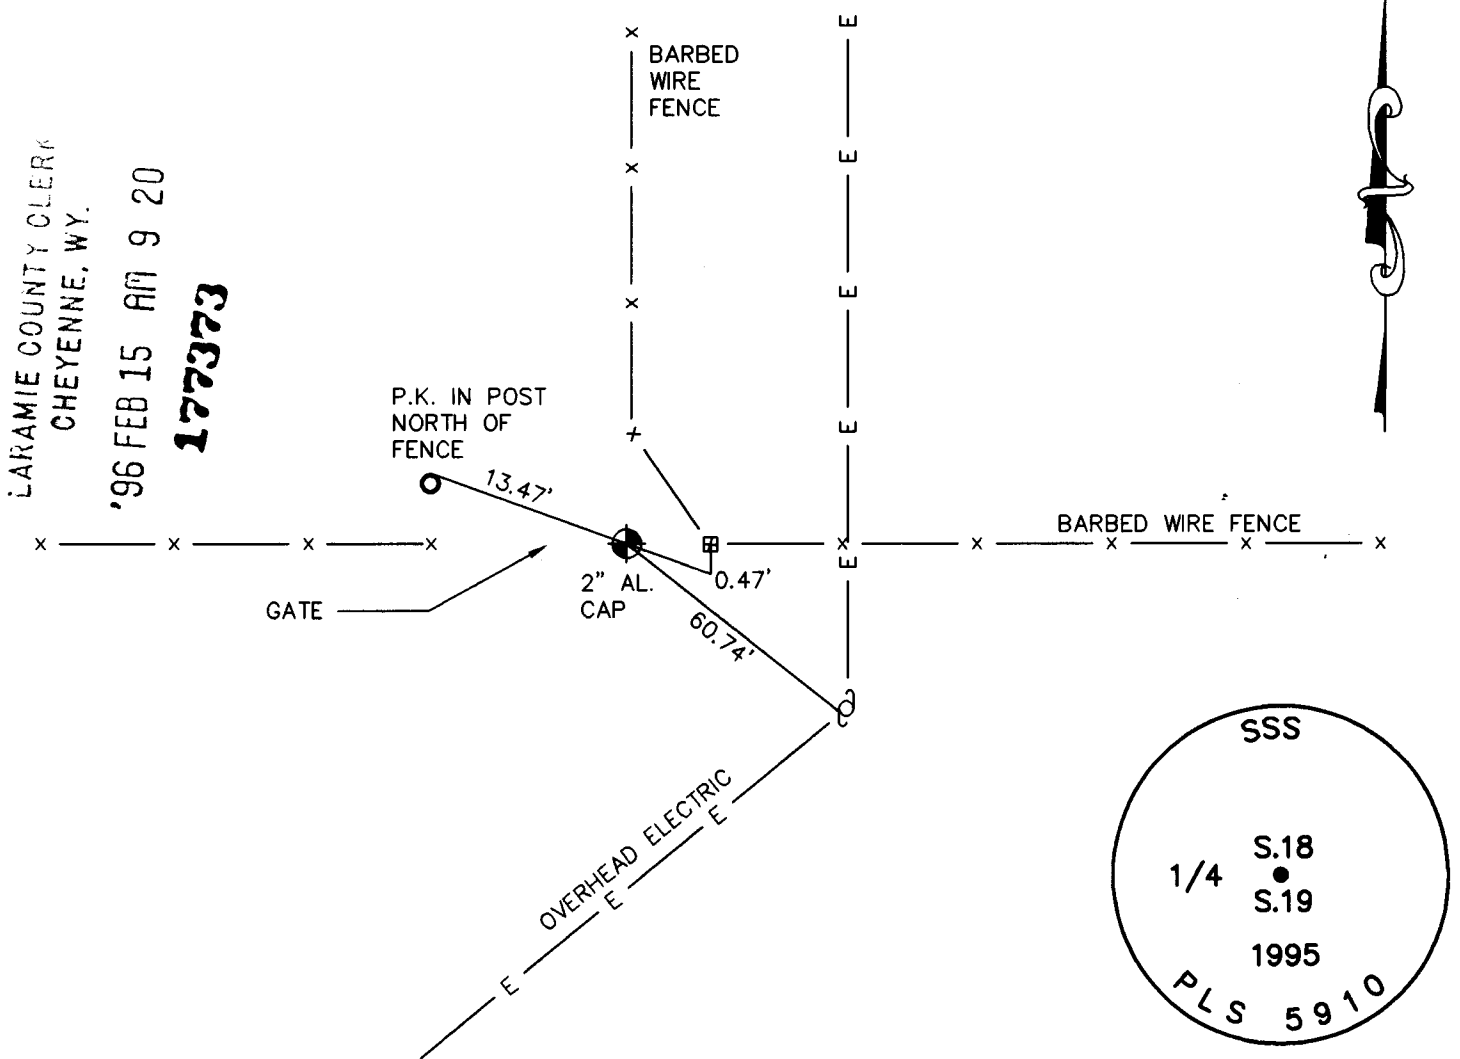 LARAMIE COUNTY CLERK
CHEYENNE, WY.
'96 FEB 15 AM 9 20
177373
BARBED
WIRE
FENCE
E
E
E
E
E
P.K. IN POST
NORTH OF
FENCE
13.47'
BARBED WIRE FENCE
GATE
2" AL.
CAP
0.47'
60.74'
OVERHEAD ELECTRIC
E
E
E
SSS
1/4
S.18
S.19
1995
PLS 5910